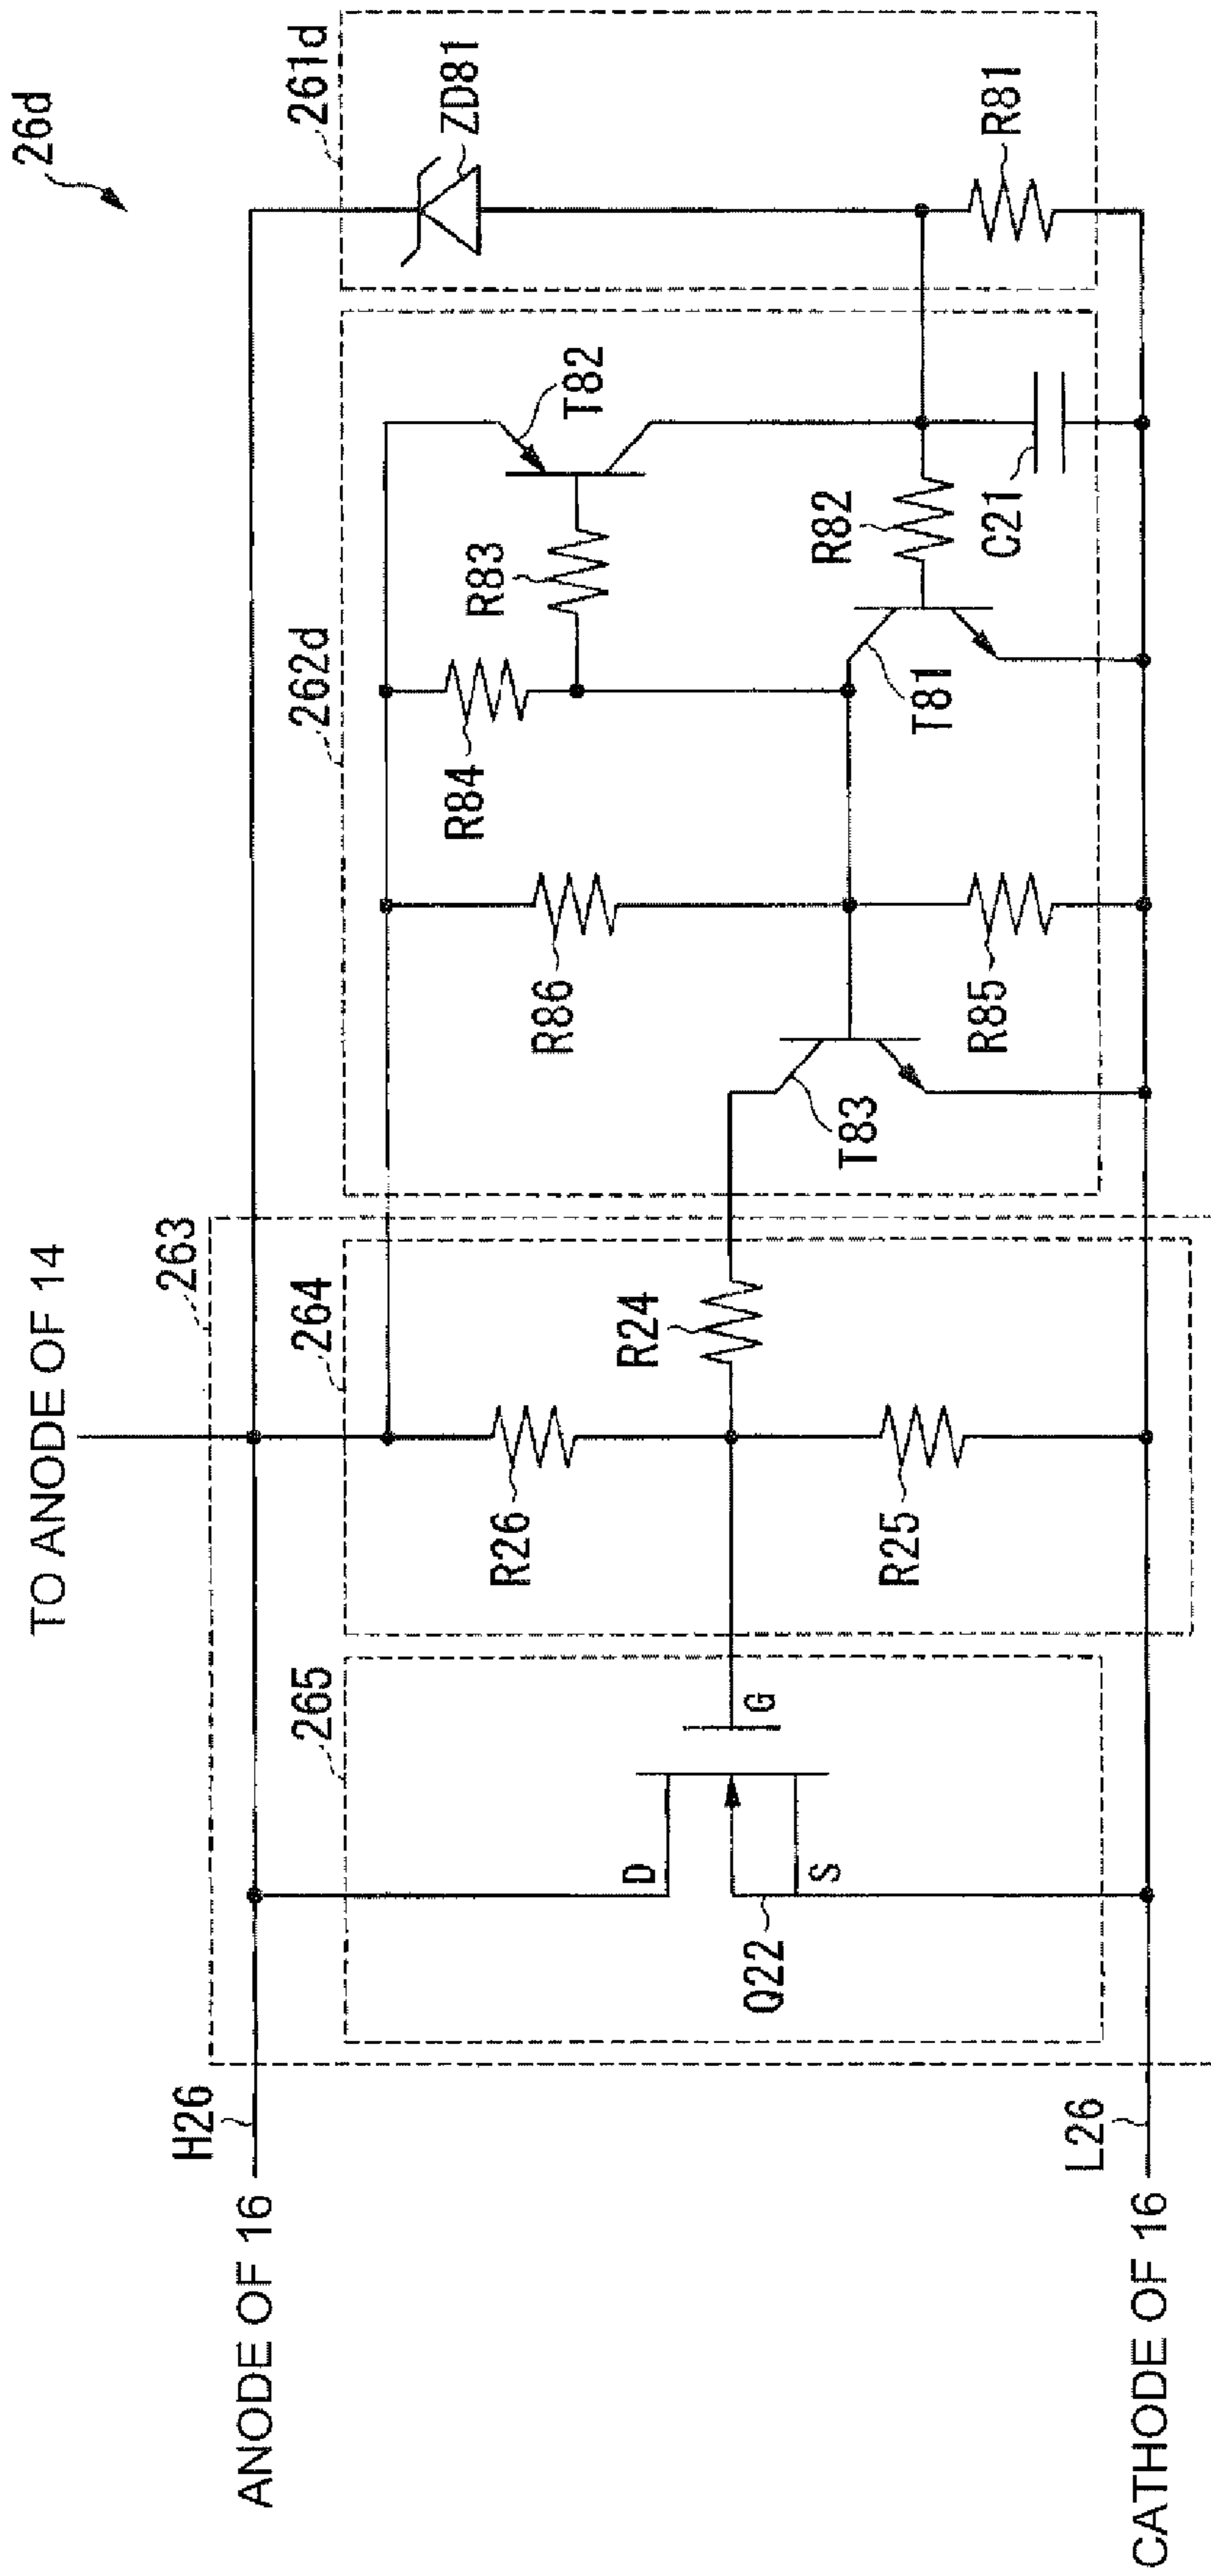 26d
TO ANODE OF 14
263
264
265
262d
261d
H26
ANODE OF 16
L26
CATHODE OF 16
D
G
S
Q22
R26
R24
R25
R86
R84
R83
T82
ZD81
T83
R85
T81
R82
C21
R81